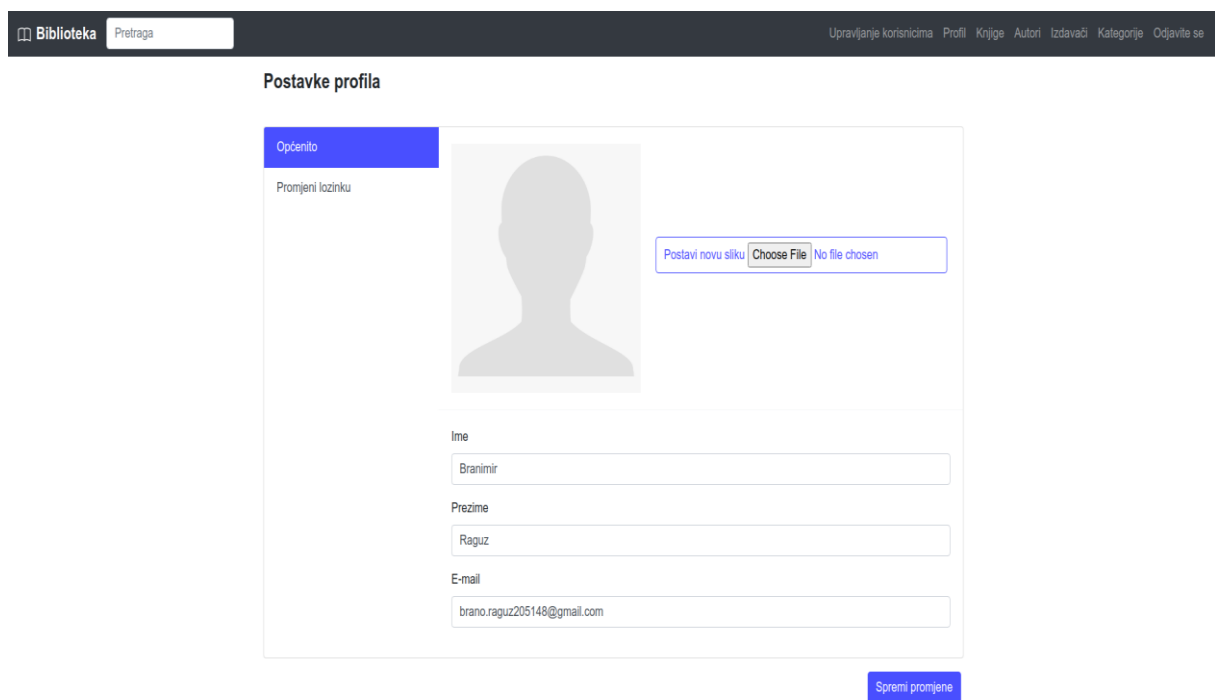 Biblioteka Pretraga Upravljanje korisnicima Profil Knjige Autori Izdavači Kategorije Odjavite se
Postavke profila
Općenito
Promjeni lozinku
Postavi novu sliku Choose File No file chosen
Ime
Branimir
Prezime
Raguz
E-mail
brano.raguz205148@gmail.com
Spremi promjene